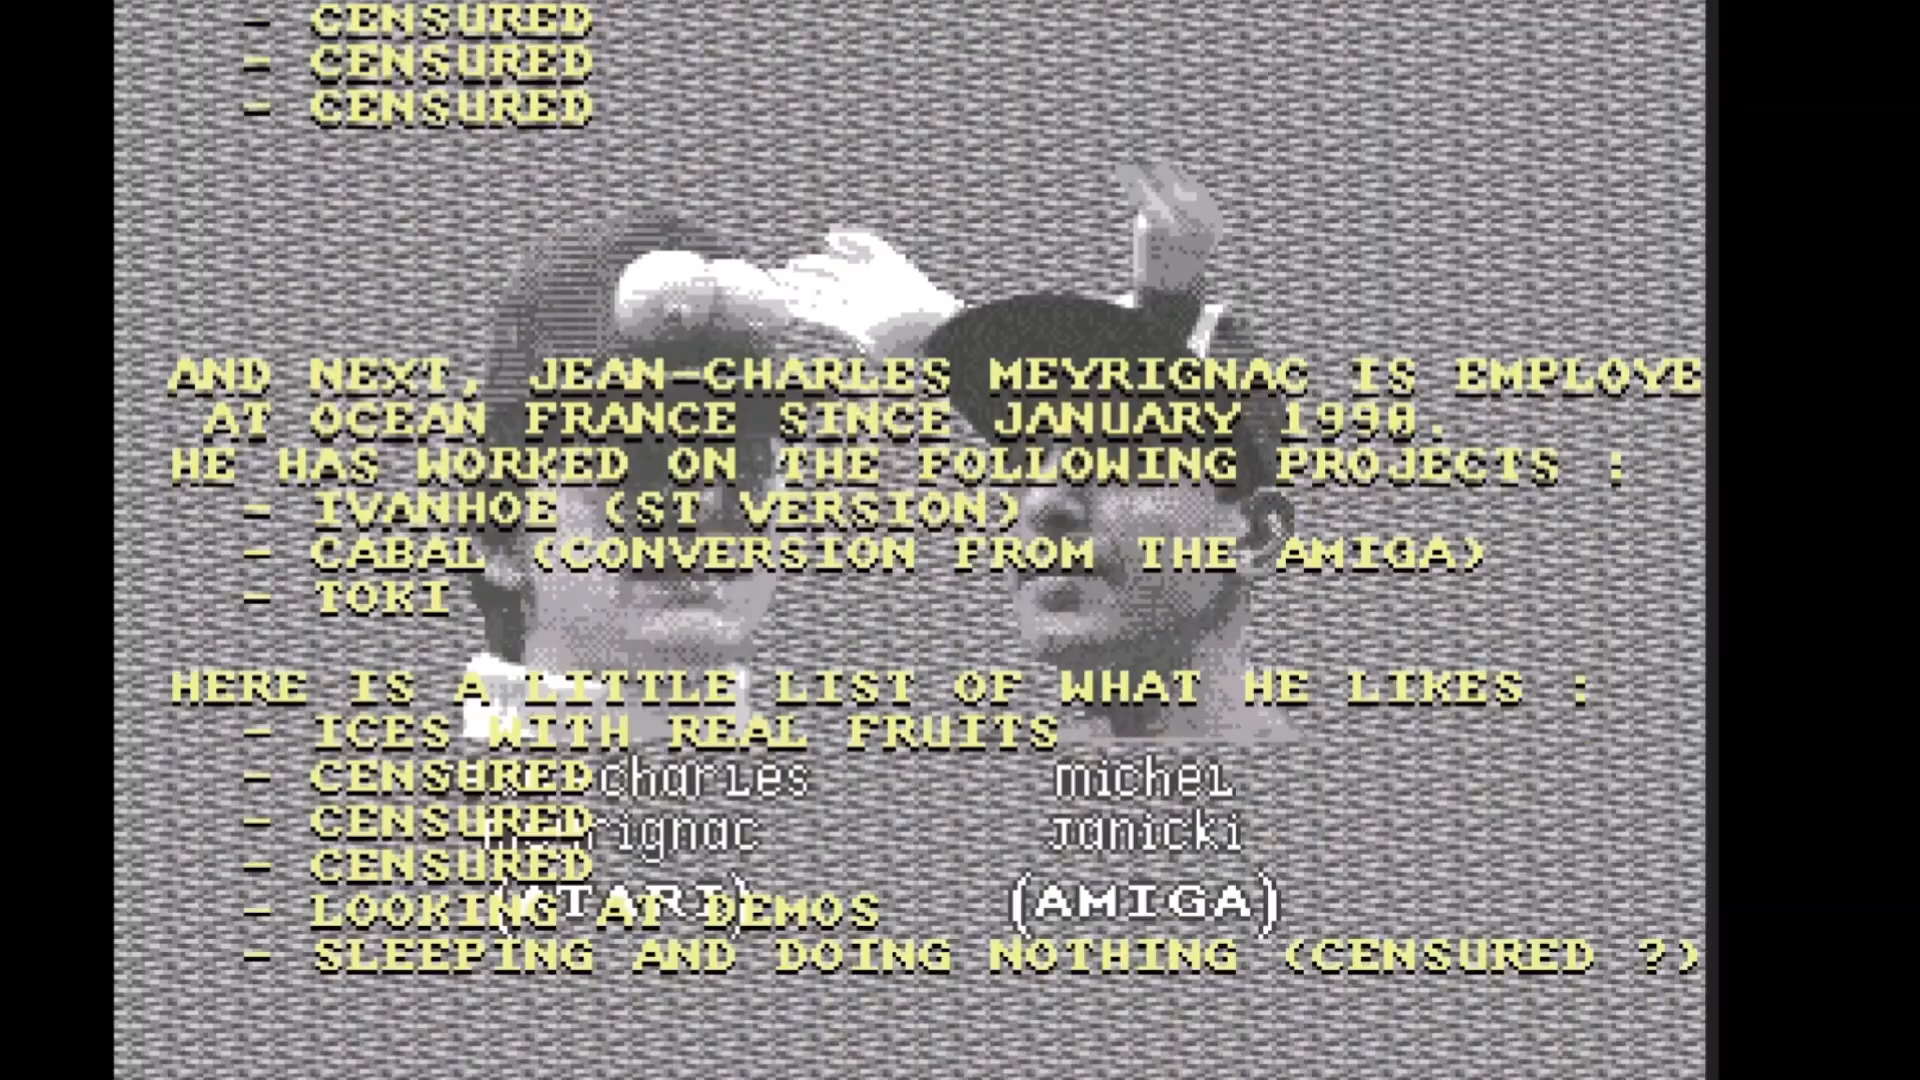 - CENSURED
- CENSURED
- CENSURED
AND NEXT, JEAN-CHARLES MEYRIGNAC IS EMPLOYE
AT OCEAN FRANCE SINCE JANUARY 1990.
HE HAS WORKED ON THE FOLLOWING PROJECTS :
- IVANHOE (ST VERSION)
- CABAL (CONVERSION FROM THE AMIGA)
- TOKI
HERE IS A LITTLE LIST OF WHAT HE LIKES :
- ICES WITH REAL FRUITS
- CENSURED
charles
michel
- CENSURED
rignac
janicki
- CENSURED
(ATARI)
(AMIGA)
- LOOKING AT DEMOS
- SLEEPING AND DOING NOTHING (CENSURED ?)